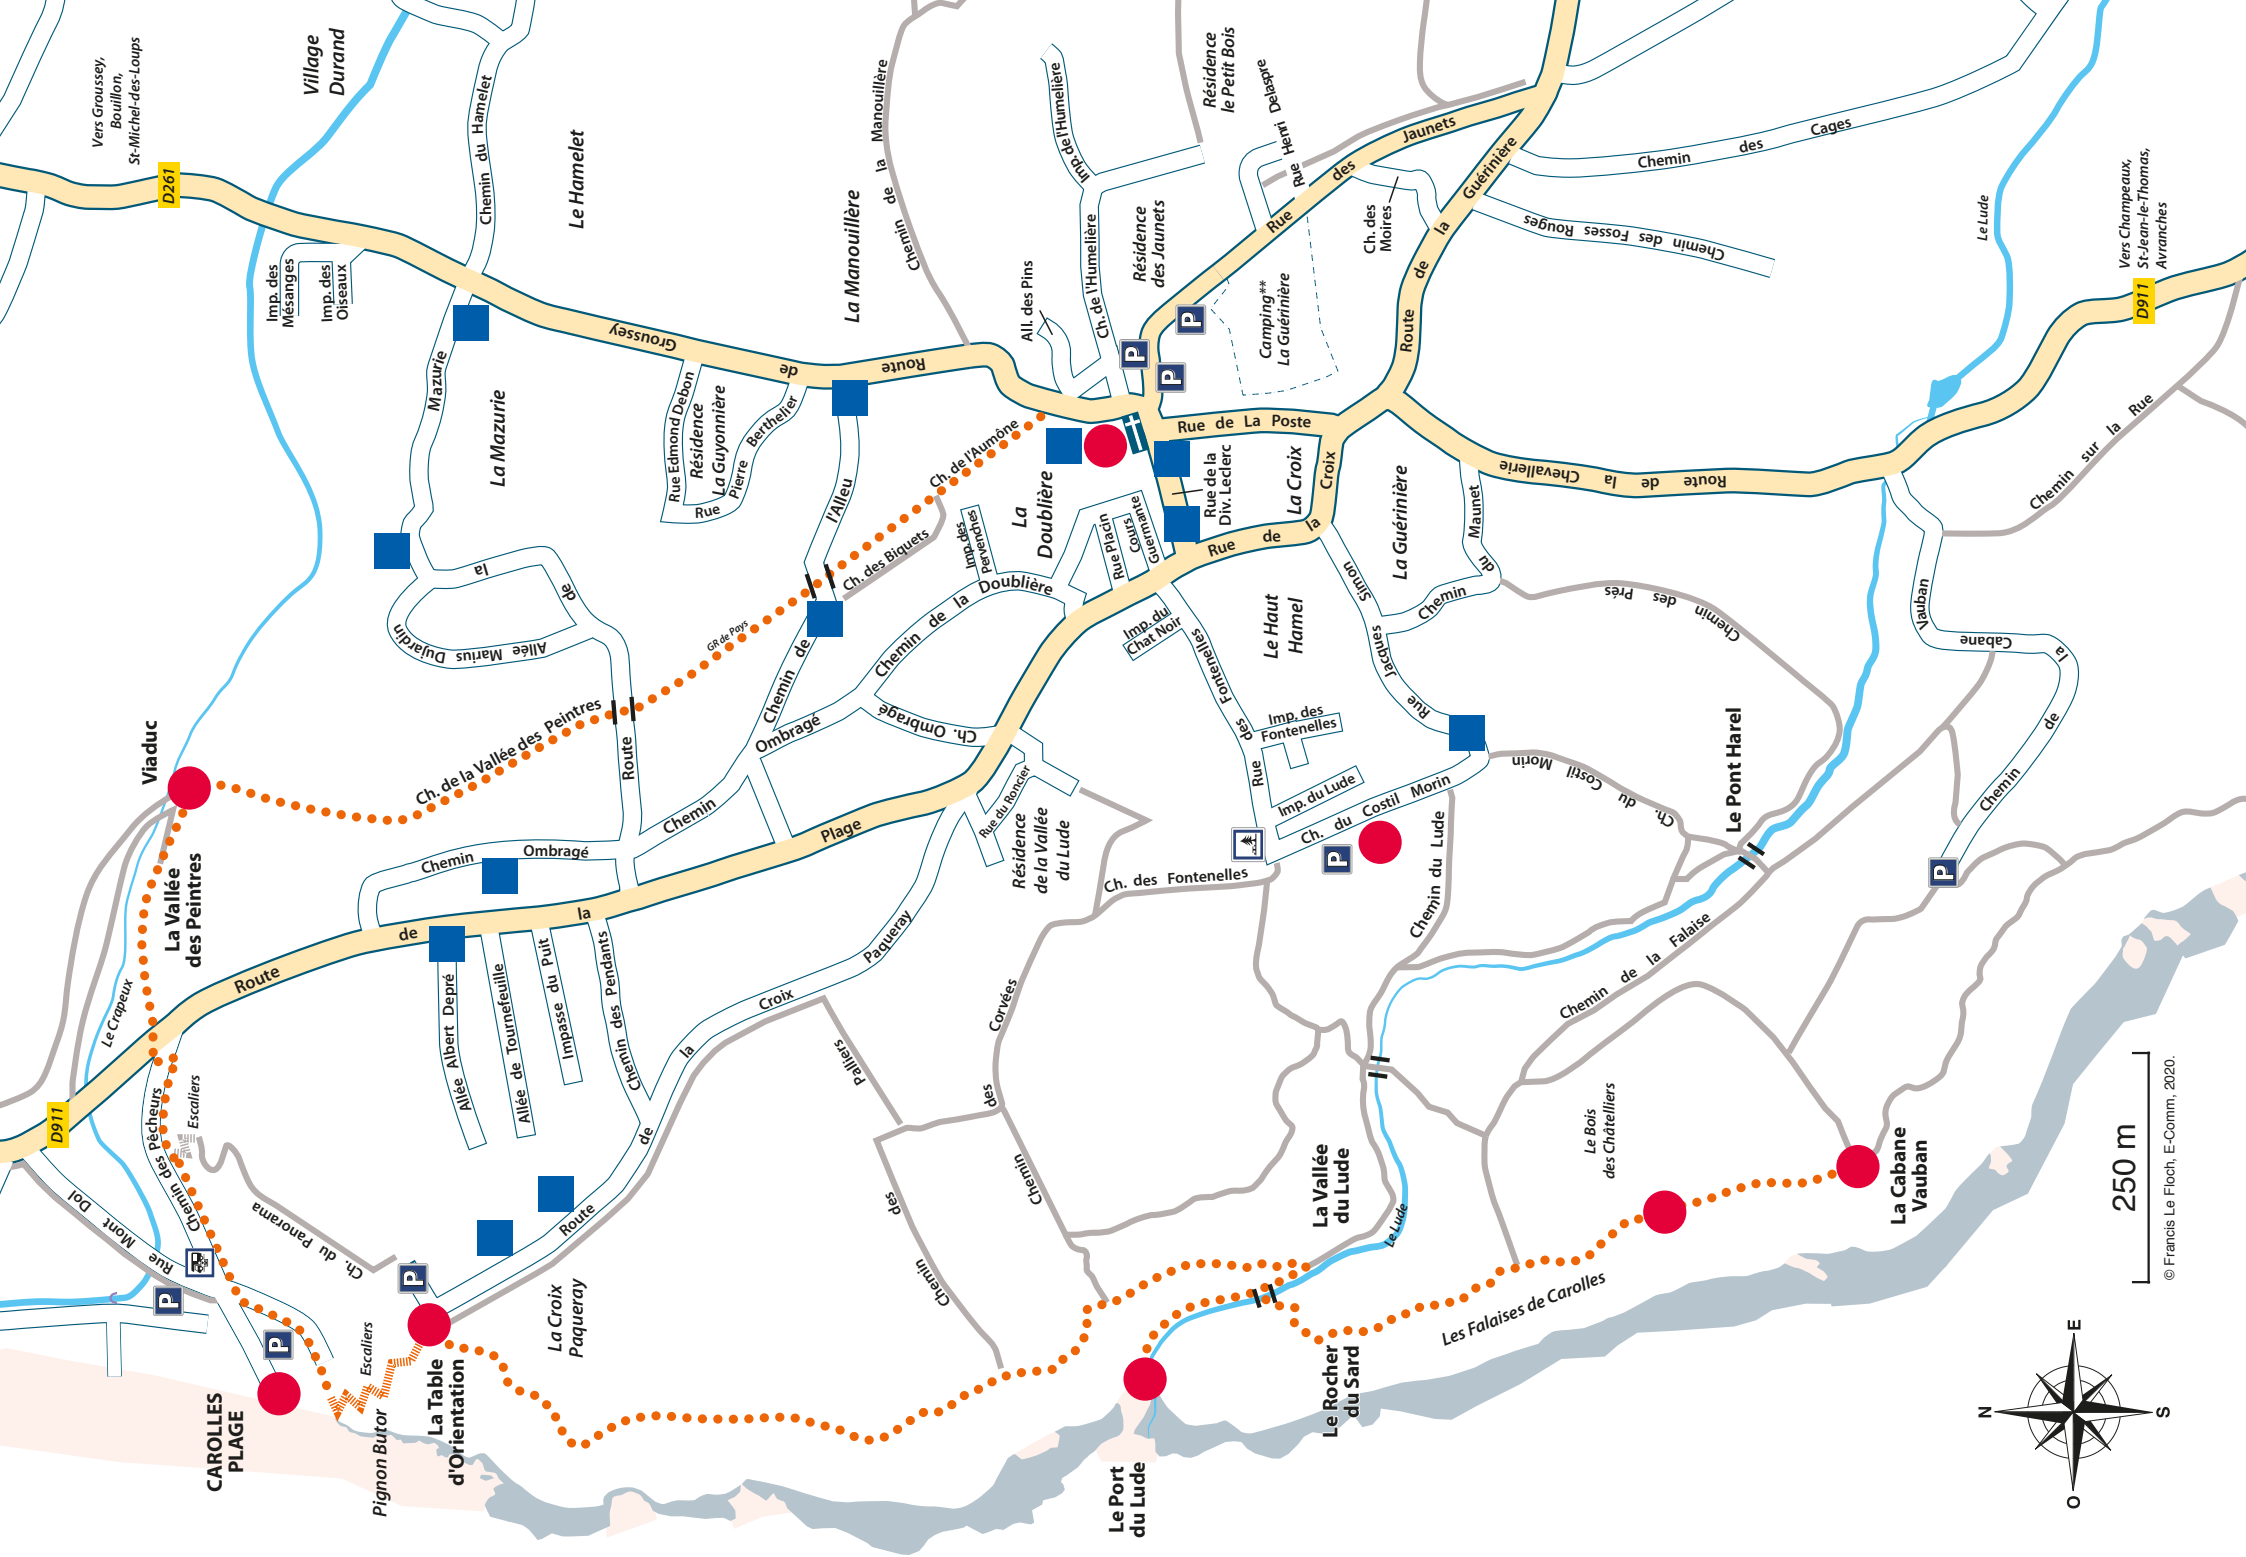 Vers Groussey,
Bouillon,
St-Michel-des-Loups
D261
Village
Durand
Chemin du Hamelet
Le Hamelet
Imp. des
Mésanges
Imp. des
Oiseaux
Mazurie
La Mazurie
Route de Groussey
La Manouillère
Chemin de la Manouillère
Rue Edmond Debon
Résidence
La Guyonnière
Rue Pierre Berthelier
All. des Pins
Imp. de l'Humelière
Ch. de l'Humelière
Résidence
des Jaunets
Résidence
le Petit Bois
Rue Henri Delaspre
Rue des Jaunets
Ch. des
Moires
Camping**
La Guérinière
Route de la Guérinière
Chemin des Cages
Chemin des Fosses Rouges
Le Lude
Vers Champeaux,
St-Jean-le-Thomas,
Avranches
D911
Chemin sur la Rue
Route de la Chevallerie
Rue de La Poste
Rue de la
Div. Leclerc
La Croix
Rue de la Croix
La Guérinière
Chemin du Maunet
Chemin des Prés
Rue Jacques Simon
Le Haut
Hamel
Ch. de l'Aumône
La
Doublière
Imp. des
Pervenches
Rue Placin
Cours
Guernante
Ch. des Biquets
Chemin de l'Alleu
GR de Pays
Chemin de la Doublière
Imp. du
Chat Noir
Rue des Fontenelles
Imp. des
Fontenelles
Imp. du Lude
Ch. du Costil Morin
Ch. du Costil Morin
Chemin du Lude
Le Pont Harel
Vauban
Chemin de la Cabane
Allée Marius Dujardin
Route de la
Ch. de la Vallée des Peintres
Viaduc
La Vallée
des Peintres
Chemin Ombragé
Chemin Ombragé
Ch. Ombragé
Rue du Roncier
Résidence
de la Vallée
du Lude
Ch. des Fontenelles
Route de la Plage
Le Crapeux
D911
Chemin des Pêcheurs
Escaliers
Rue Mont Dol
Ch. du Panorama
Allée Albert Depré
Allée de Tournefeuille
Impasse du Puit
Chemin des Pendants
Route de la Croix Paqueray
Chemin des Palliers
Chemin des Corvées
Chemin de la Falaise
Le Bois
des Châtelliers
La Vallée
du Lude
Le Lude
La Croix
Paqueray
Escaliers
CAROLLES
PLAGE
Pignon Butor
La Table
d'Orientation
Le Port
du Lude
Le Rocher
du Sard
Les Falaises de Carolles
La Cabane
Vauban
P
P
P
P
P
P
P
P
250 m
© Francis Le Floch, E-Comm, 2020.
N
E
S
O